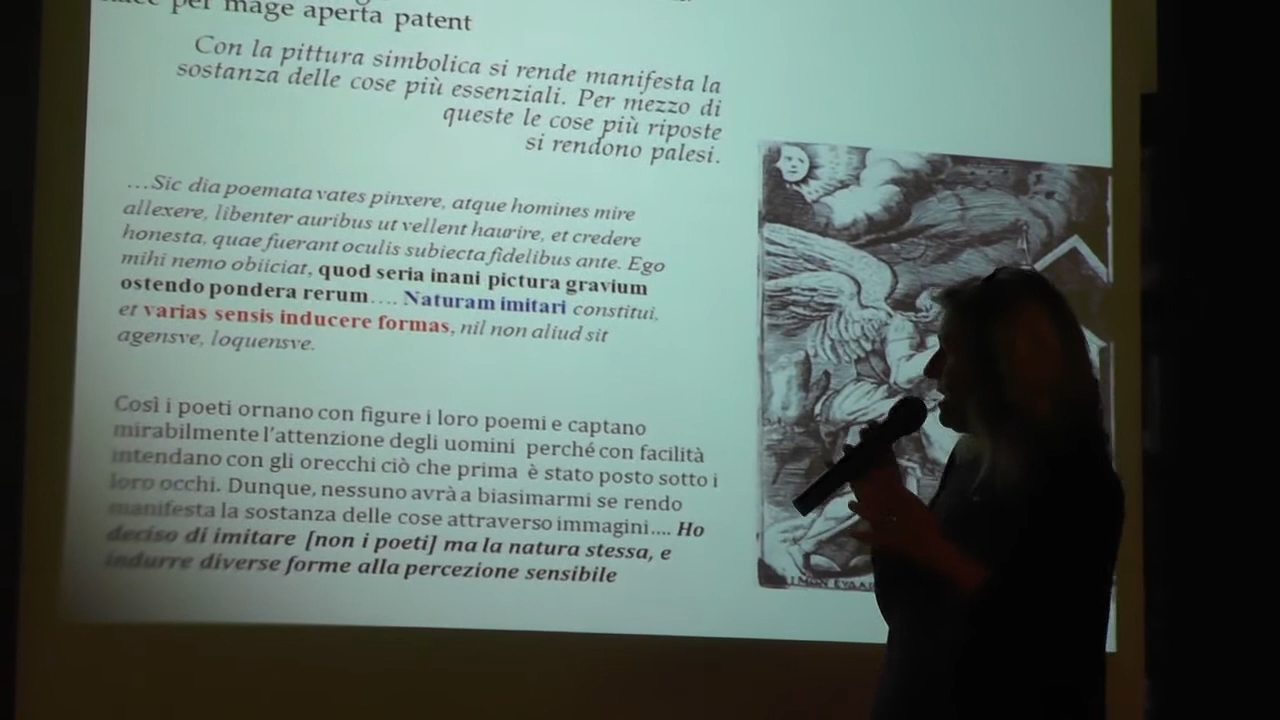 per mage aperta patent
Con la pittura simbolica si rende manifesta la
sostanza delle cose più essenziali. Per mezzo di
queste le cose più riposte
si rendono palesi.
…Sic dia poemata vates pinxere, atque homines mire
allexere, libenter auribus ut vellent haurire, et credere
honesta, quae fuerant oculis subiecta fidelibus ante. Ego
mihi nemo obiiciat, quod seria inani pictura gravium
ostendo pondera rerum…. Naturam imitari constitui,
et varias sensis inducere formas, nil non aliud sit
agensve, loquensve.
Così i poeti ornano con figure i loro poemi e captano
mirabilmente l'attenzione degli uomini perché con facilità
intendano con gli orecchi ciò che prima è stato posto sotto i
loro occhi. Dunque, nessuno avrà a biasimarmi se rendo
manifesta la sostanza delle cose attraverso immagini…. Ho
deciso di imitare [non i poeti] ma la natura stessa, e
indurre diverse forme alla percezione sensibile